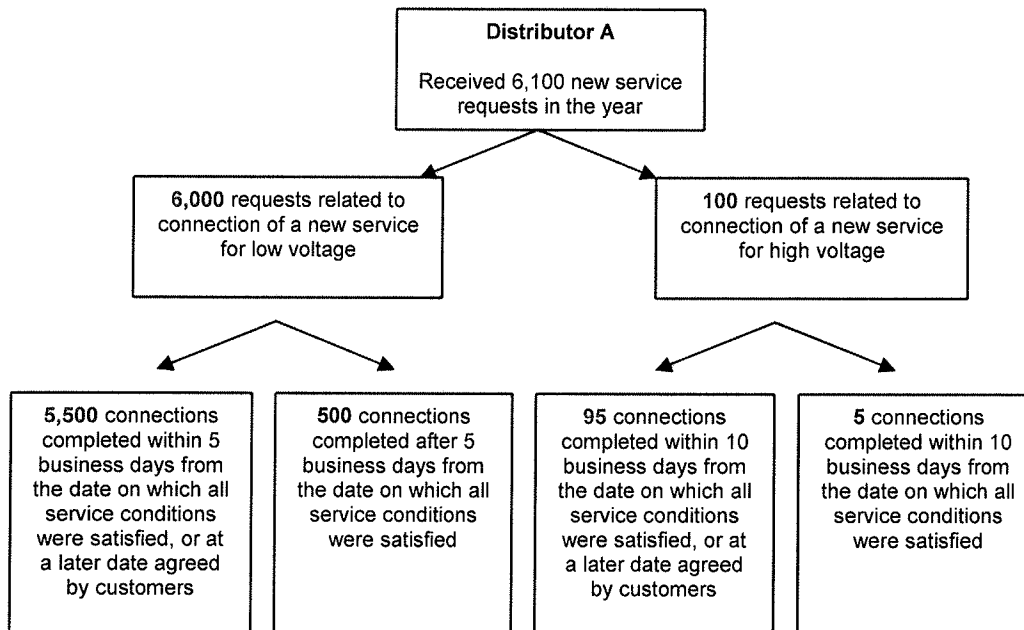 Distributor A
Received 6,100 new service
requests in the year
6,000 requests related to
connection of a new service
for low voltage
100 requests related to
connection of a new service
for high voltage
5,500 connections
completed within 5
business days from
the date on which all
service conditions
were satisfied, or at
a later date agreed
by customers
500 connections
completed after 5
business days from
the date on which all
service conditions
were satisfied
95 connections
completed within 10
business days from
the date on which all
service conditions
were satisfied, or at
a later date agreed
by customers
5 connections
completed within 10
business days from
the date on which all
service conditions
were satisfied